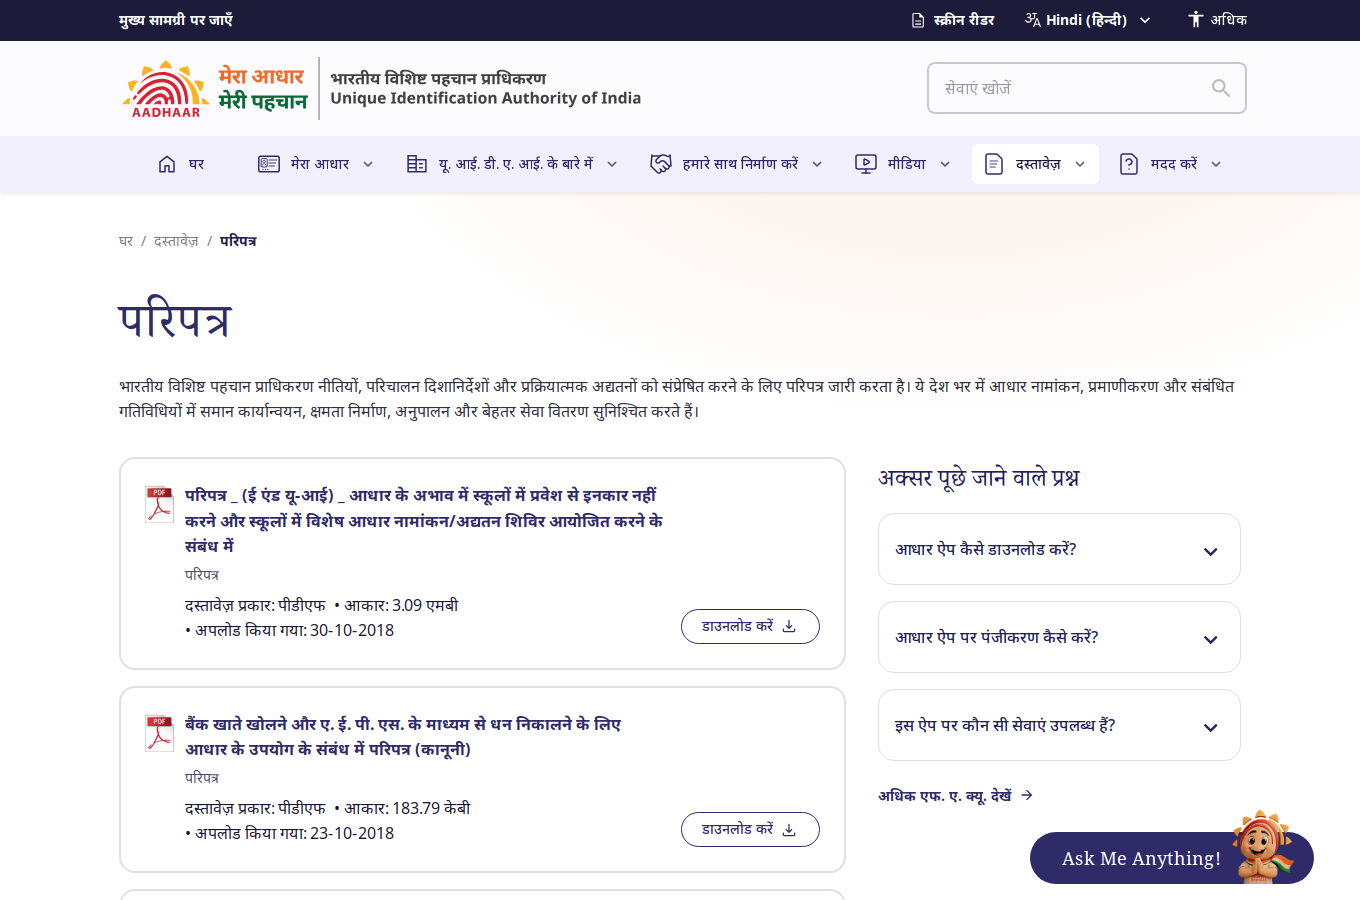 मुख्य सामग्री पर जाएँ
स्क्रीन रीडर
Hindi (हिन्दी)
अधिक
AADHAAR
मेरा आधार
मेरी पहचान
भारतीय विशिष्ट पहचान प्राधिकरण
Unique Identification Authority of India
सेवाएं खोजें
घर
मेरा आधार
यू. आई. डी. ए. आई. के बारे में
हमारे साथ निर्माण करें
मीडिया
दस्तावेज़
मदद करें
घर / दस्तावेज़ / परिपत्र
परिपत्र
भारतीय विशिष्ट पहचान प्राधिकरण नीतियों, परिचालन दिशानिर्देशों और प्रक्रियात्मक अद्यतनों को संप्रेषित करने के लिए परिपत्र जारी करता है। ये देश भर में आधार नामांकन, प्रमाणीकरण और संबंधित
गतिविधियों में समान कार्यान्वयन, क्षमता निर्माण, अनुपालन और बेहतर सेवा वितरण सुनिश्चित करते हैं।
PDF
परिपत्र _ (ई एंड यू-आई) _ आधार के अभाव में स्कूलों में प्रवेश से इनकार नहीं
करने और स्कूलों में विशेष आधार नामांकन/अद्यतन शिविर आयोजित करने के
संबंध में
परिपत्र
दस्तावेज़ प्रकार: पीडीएफ • आकार: 3.09 एमबी
• अपलोड किया गया: 30-10-2018
डाउनलोड करें
PDF
बैंक खाते खोलने और ए. ई. पी. एस. के माध्यम से धन निकालने के लिए
आधार के उपयोग के संबंध में परिपत्र (कानूनी)
परिपत्र
दस्तावेज़ प्रकार: पीडीएफ • आकार: 183.79 केबी
• अपलोड किया गया: 23-10-2018
डाउनलोड करें
अक्सर पूछे जाने वाले प्रश्न
आधार ऐप कैसे डाउनलोड करें?
आधार ऐप पर पंजीकरण कैसे करें?
इस ऐप पर कौन सी सेवाएं उपलब्ध हैं?
अधिक एफ. ए. क्यू. देखें
Ask Me Anything!